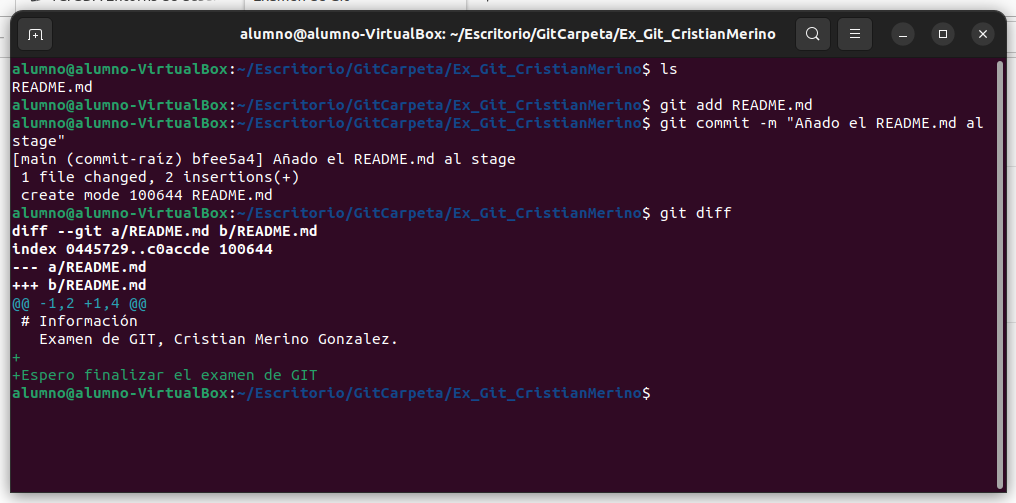 Examen de Git
alumno@alumno-VirtualBox: ~/Escritorio/GitCarpeta/Ex_Git_CristianMerino
alumno@alumno-VirtualBox:~/Escritorio/GitCarpeta/Ex_Git_CristianMerino$ ls
README.md
alumno@alumno-VirtualBox:~/Escritorio/GitCarpeta/Ex_Git_CristianMerino$ git add README.md
alumno@alumno-VirtualBox:~/Escritorio/GitCarpeta/Ex_Git_CristianMerino$ git commit -m "Añado el README.md al
stage"
[main (commit-raíz) bfee5a4] Añado el README.md al stage
 1 file changed, 2 insertions(+)
 create mode 100644 README.md
alumno@alumno-VirtualBox:~/Escritorio/GitCarpeta/Ex_Git_CristianMerino$ git diff
diff --git a/README.md b/README.md
index 0445729..c0accde 100644
--- a/README.md
+++ b/README.md
@@ -1,2 +1,4 @@
 # Información
   Examen de GIT, Cristian Merino Gonzalez.
+
+Espero finalizar el examen de GIT
alumno@alumno-VirtualBox:~/Escritorio/GitCarpeta/Ex_Git_CristianMerino$